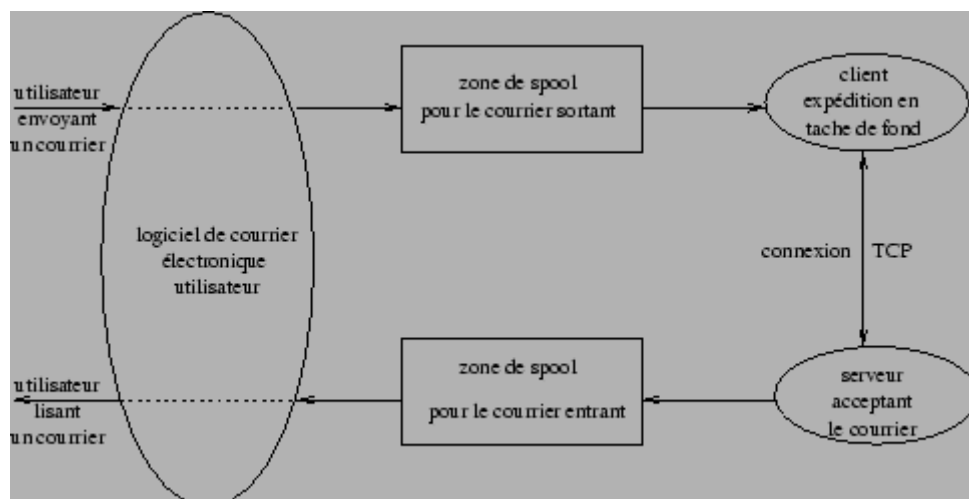 utilisateur
envoyant
un courrier
zone de spool
pour le courrier sortant
client
expédition en
tache de fond
logiciel de courrier
électronique
utilisateur
connexion
TCP
utilisateur
lisant
un courrier
zone de spool
pour le courrier entrant
serveur
acceptant
le courrier